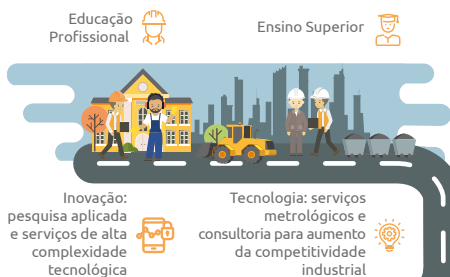 Educação
Profissional
Ensino Superior
Inovação:
pesquisa aplicada
e serviços de alta
complexidade
tecnológica
Tecnologia: serviços
metrológicos e
consultoria para aumento
da competitividade
industrial